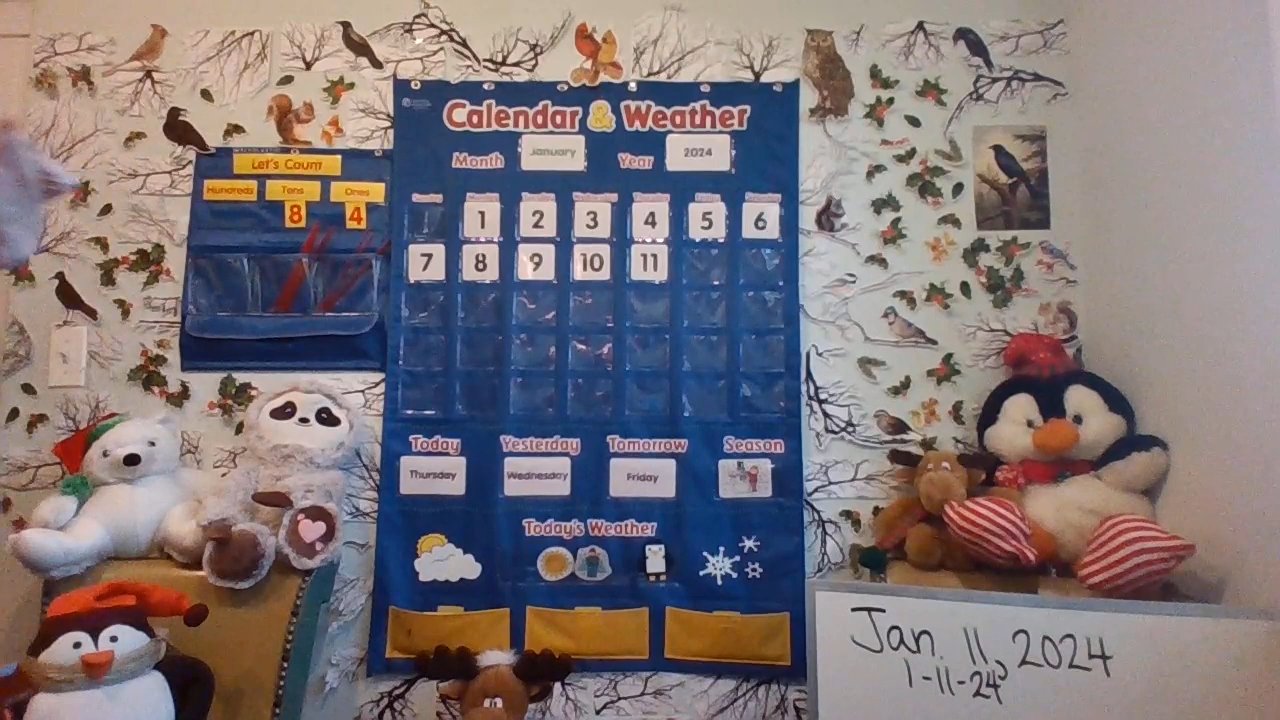 Calendar & Weather
Month January Year 2024
Let's Count
Hundreds Tens Ones
8 4
1 2 3 4 5 6
7 8 9 10 11
Today Yesterday Tomorrow Season
Thursday Wednesday Friday
Today's Weather
Jan. 11, 2024
1-11-24